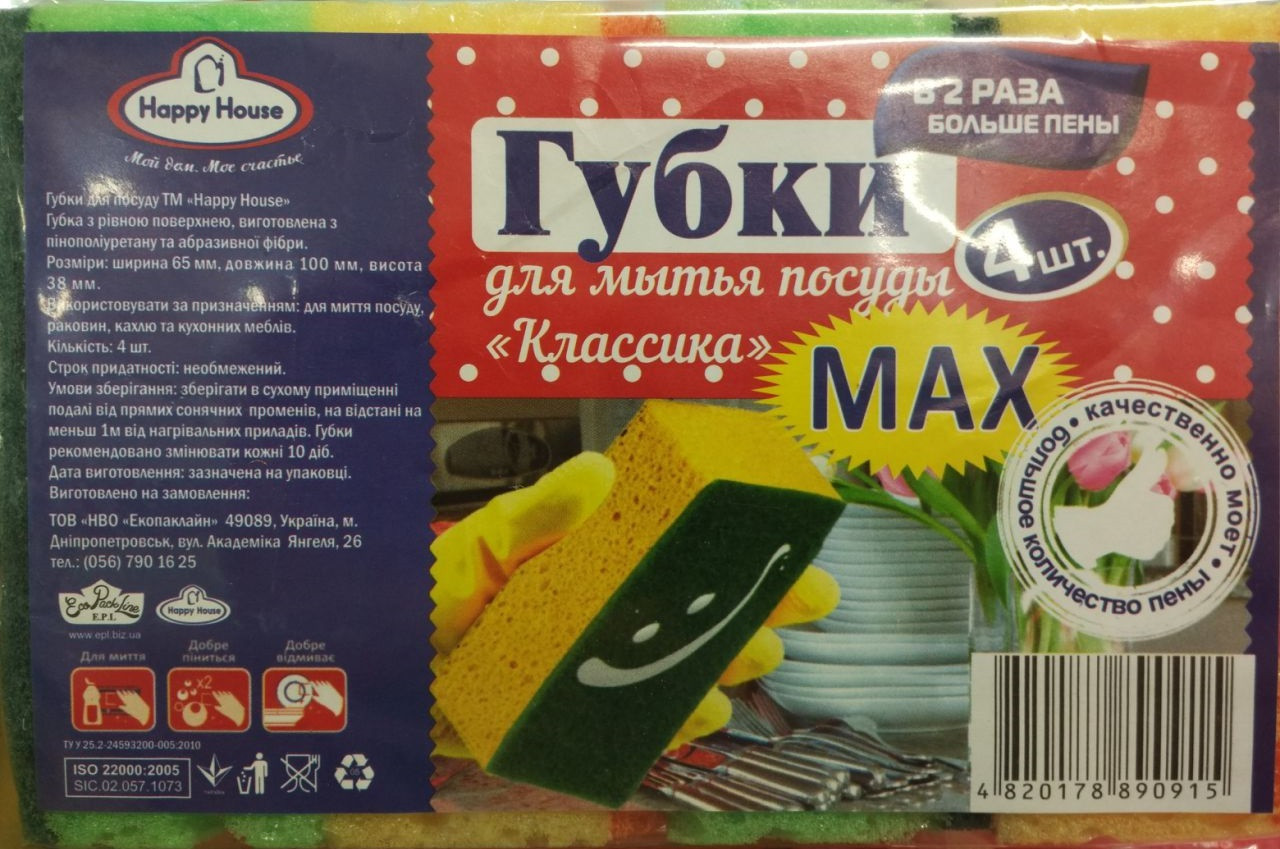 Happy House
Мой дом. Мое счастье
Губки для посуду ТМ «Happy House»
Губка з рівною поверхнею, виготовлена з
пінополіуретану та абразивної фібри.
Розміри: ширина 65 мм, довжина 100 мм, висота
38 мм.
Використовувати за призначенням: для миття посуду,
раковин, кахлю та кухонних меблів.
Кількість: 4 шт.
Строк придатності: необмежений.
Умови зберігання: зберігати в сухому приміщенні
подалі від прямих сонячних променів, на відстані на
меньш 1м від нагрівальних приладів. Губки
рекомендовано змінювати кожні 10 діб.
Дата виготовлення: зазначена на упаковці.
Виготовлено на замовлення:
ТОВ «НВО «Екопаклайн» 49089, Україна, м.
Дніпропетровськ, вул. Академіка Янгеля, 26
тел.: (056) 790 16 25
Eco Pack Line
E.P.L
Happy House
www.epl.biz.ua
Для миття
Добре
піниться
Добре
відмиває
x2
ТУ У 25.2-24593200-005:2010
ISO 22000:2005
SIC.02.057.1073
05
В 2 РАЗА
БОЛЬШЕ ПЕНЫ
Губки
4 шт.
для мытья посуды
«Классика»
MAX
качественно моет
большое количество пены
4 820178 890915